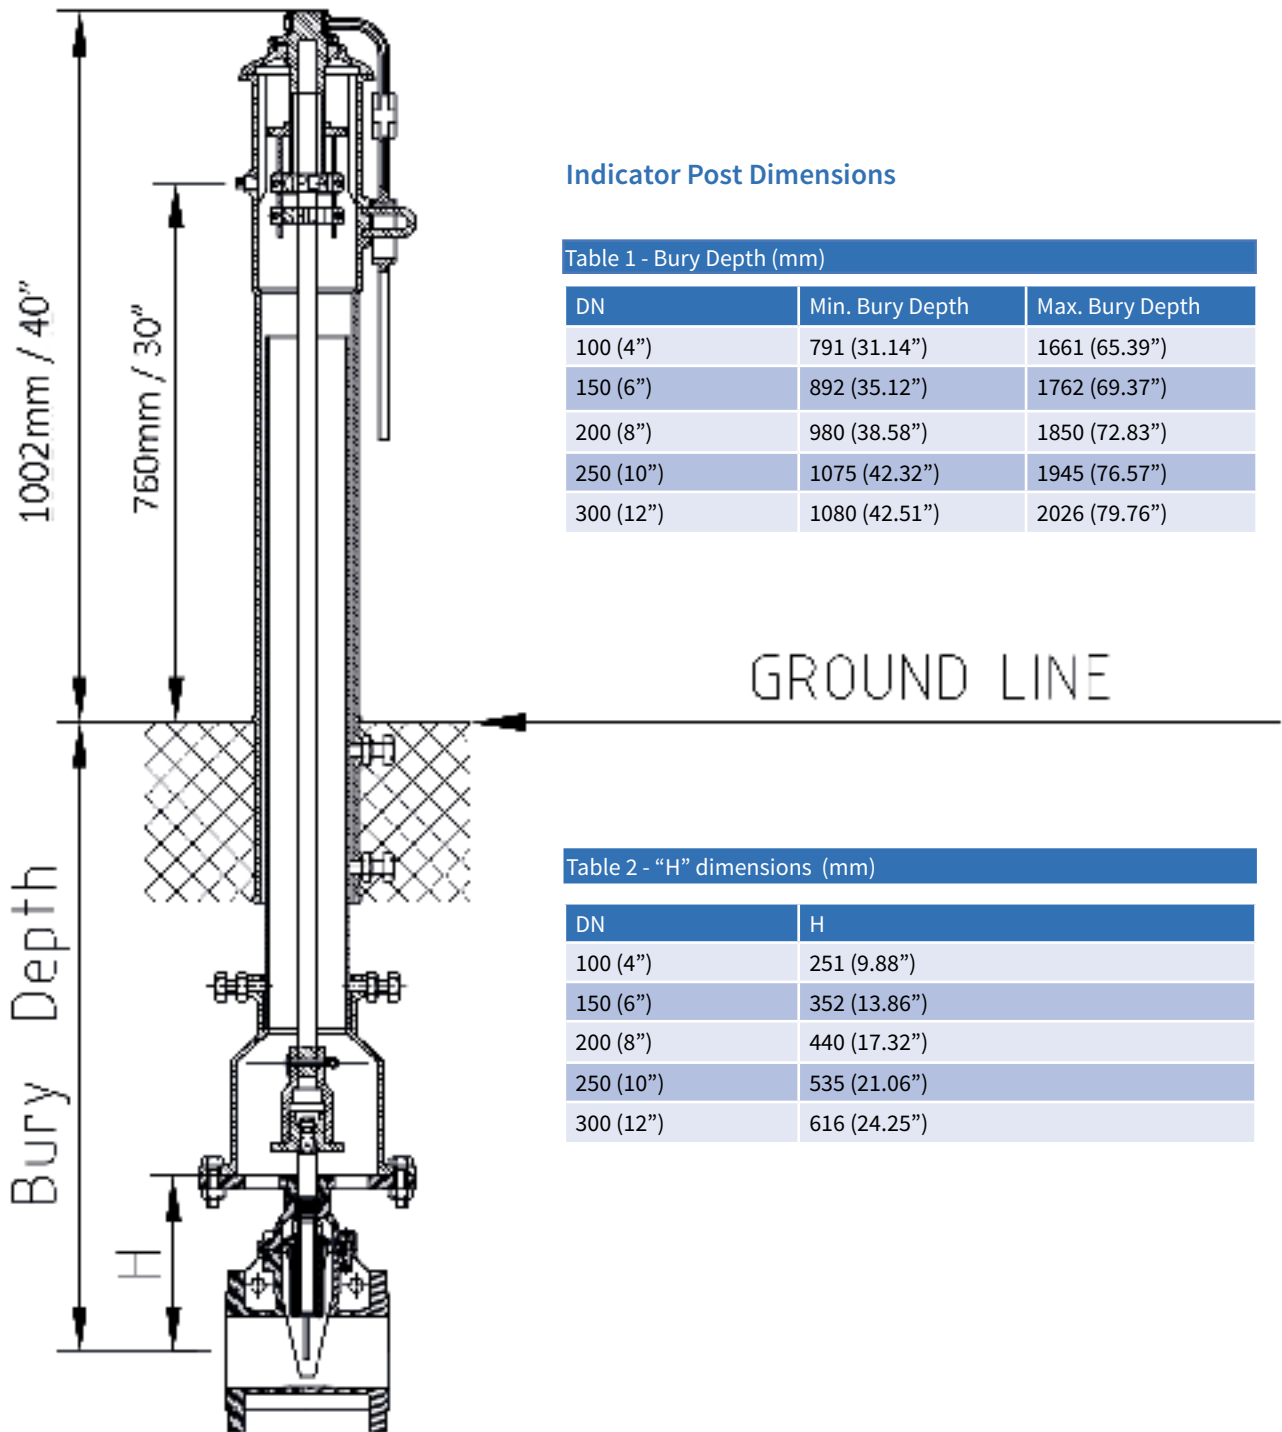 1002mm / 40”
760mm / 30”
Indicator Post Dimensions
Table 1 - Bury Depth (mm)
DN Min. Bury Depth Max. Bury Depth
100 (4”) 791 (31.14”) 1661 (65.39”)
150 (6”) 892 (35.12”) 1762 (69.37”)
200 (8”) 980 (38.58”) 1850 (72.83”)
250 (10”) 1075 (42.32”) 1945 (76.57”)
300 (12”) 1080 (42.51”) 2026 (79.76”)
GROUND LINE
Bury Depth
H
Table 2 - “H” dimensions (mm)
DN H
100 (4”) 251 (9.88”)
150 (6”) 352 (13.86”)
200 (8”) 440 (17.32”)
250 (10”) 535 (21.06”)
300 (12”) 616 (24.25”)